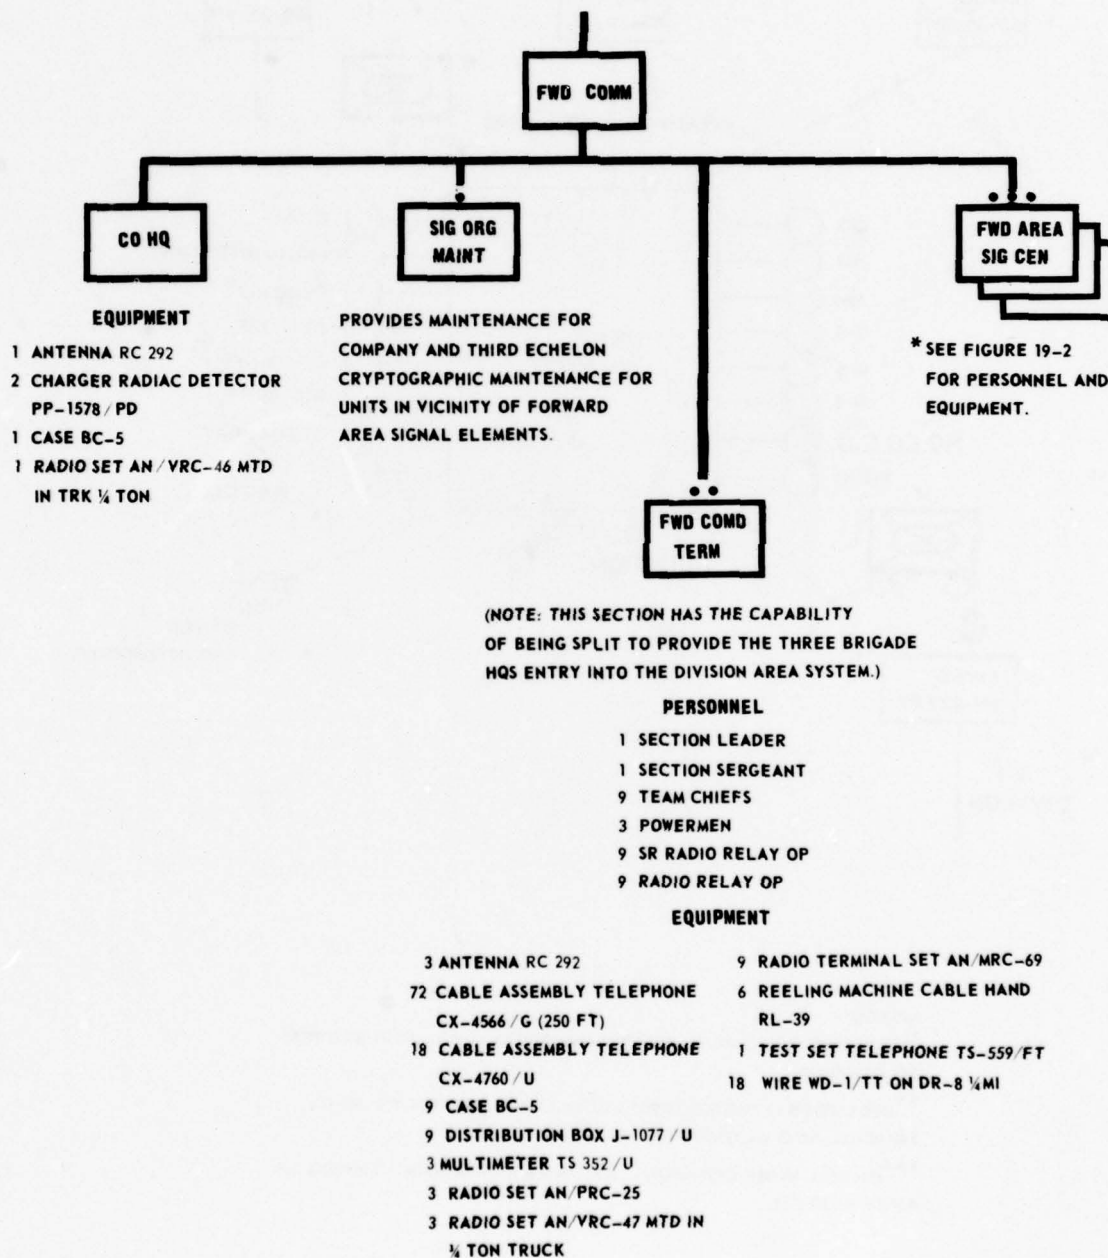 FWD COMM
CO HQ
SIG ORG
MAINT
FWD AREA
SIG CEN
EQUIPMENT
1 ANTENNA RC 292
2 CHARGER RADIAC DETECTOR
PP-1578/PD
1 CASE BC-5
1 RADIO SET AN/VRC-46 MTD
IN TRK ¼ TON
PROVIDES MAINTENANCE FOR
COMPANY AND THIRD ECHELON
CRYPTOGRAPHIC MAINTENANCE FOR
UNITS IN VICINITY OF FORWARD
AREA SIGNAL ELEMENTS.
* SEE FIGURE 19-2
FOR PERSONNEL AND
EQUIPMENT.
FWD COMD
TERM
(NOTE: THIS SECTION HAS THE CAPABILITY
OF BEING SPLIT TO PROVIDE THE THREE BRIGADE
HQS ENTRY INTO THE DIVISION AREA SYSTEM.)
PERSONNEL
1 SECTION LEADER
1 SECTION SERGEANT
9 TEAM CHIEFS
3 POWERMEN
9 SR RADIO RELAY OP
9 RADIO RELAY OP
EQUIPMENT
3 ANTENNA RC 292
72 CABLE ASSEMBLY TELEPHONE
CX-4566/G (250 FT)
18 CABLE ASSEMBLY TELEPHONE
CX-4760/U
9 CASE BC-5
9 DISTRIBUTION BOX J-1077/U
3 MULTIMETER TS 352/U
3 RADIO SET AN/PRC-25
3 RADIO SET AN/VRC-47 MTD IN
¼ TON TRUCK
9 RADIO TERMINAL SET AN/MRC-69
6 REELING MACHINE CABLE HAND
RL-39
1 TEST SET TELEPHONE TS-559/FT
18 WIRE WD-1/TT ON DR-8 ¼MI